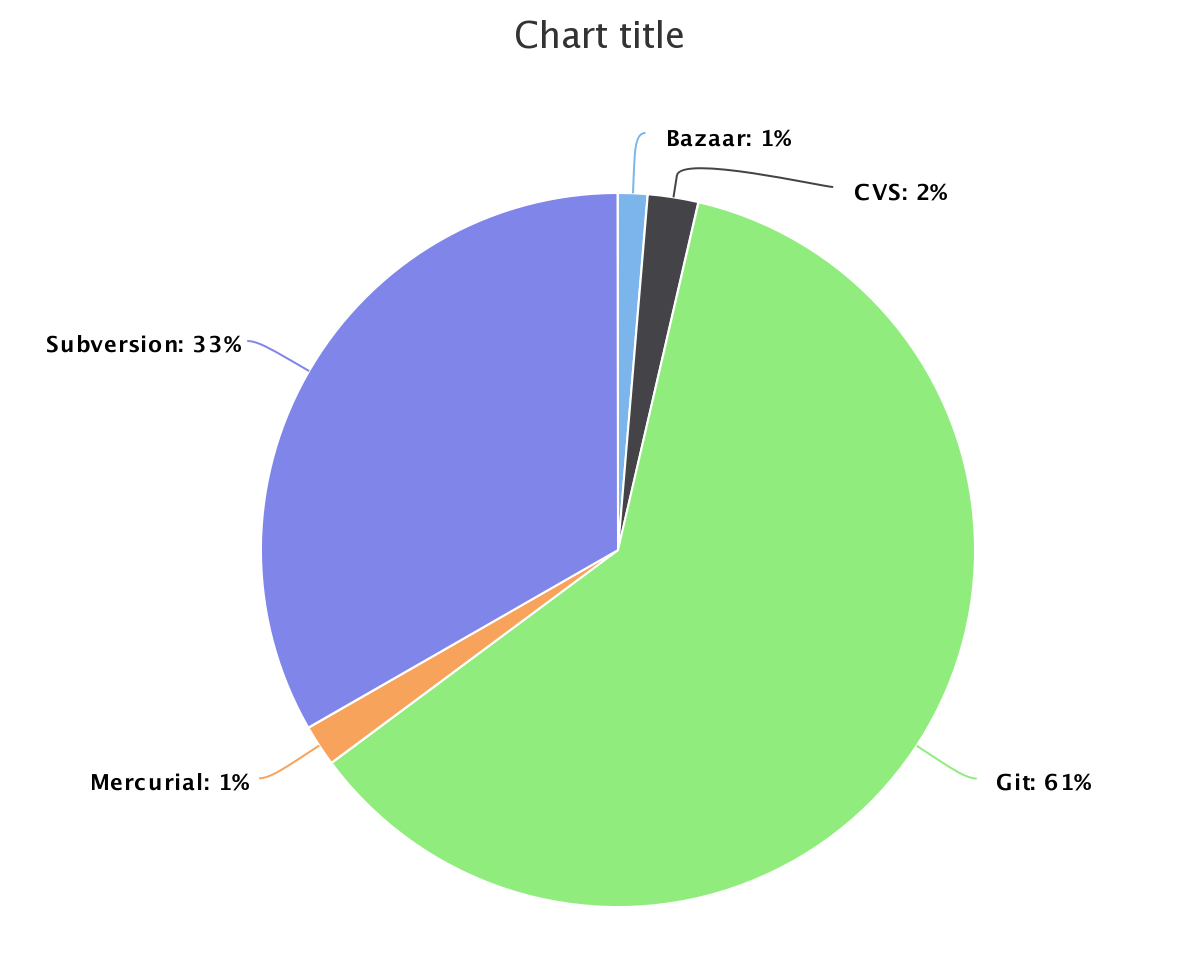 Chart title
Bazaar: 1%
CVS: 2%
Subversion: 33%
Mercurial: 1%
Git: 61%